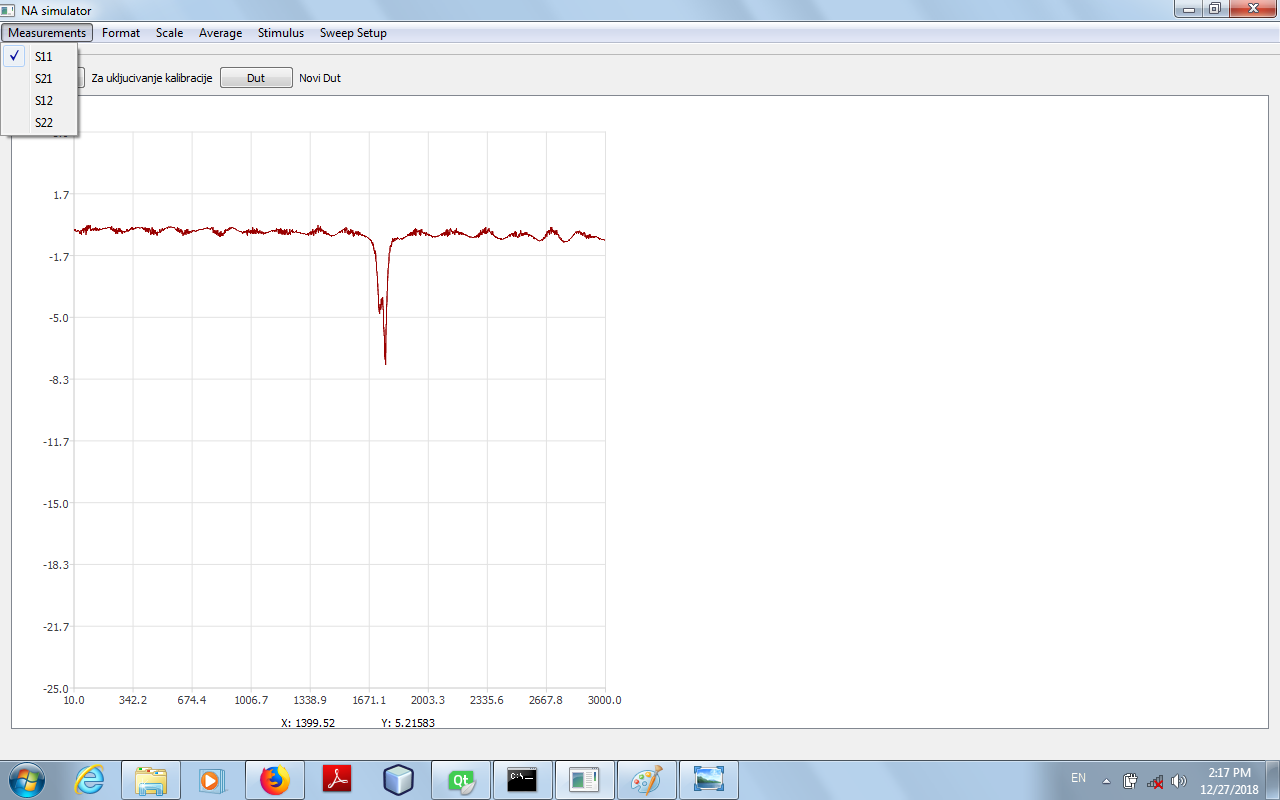 NA simulator
Measurements Format Scale Average Stimulus Sweep Setup
S11
S21
S12
S22
Za ukljucivanje kalibracije Dut Novi Dut
1.7
-1.7
-5.0
-8.3
-11.7
-15.0
-18.3
-21.7
-25.0
10.0 342.2 674.4 1006.7 1338.9 1671.1 2003.3 2335.6 2667.8 3000.0
X: 1399.52 Y: 5.21583
Qt
C:\
EN
2:17 PM
12/27/2018